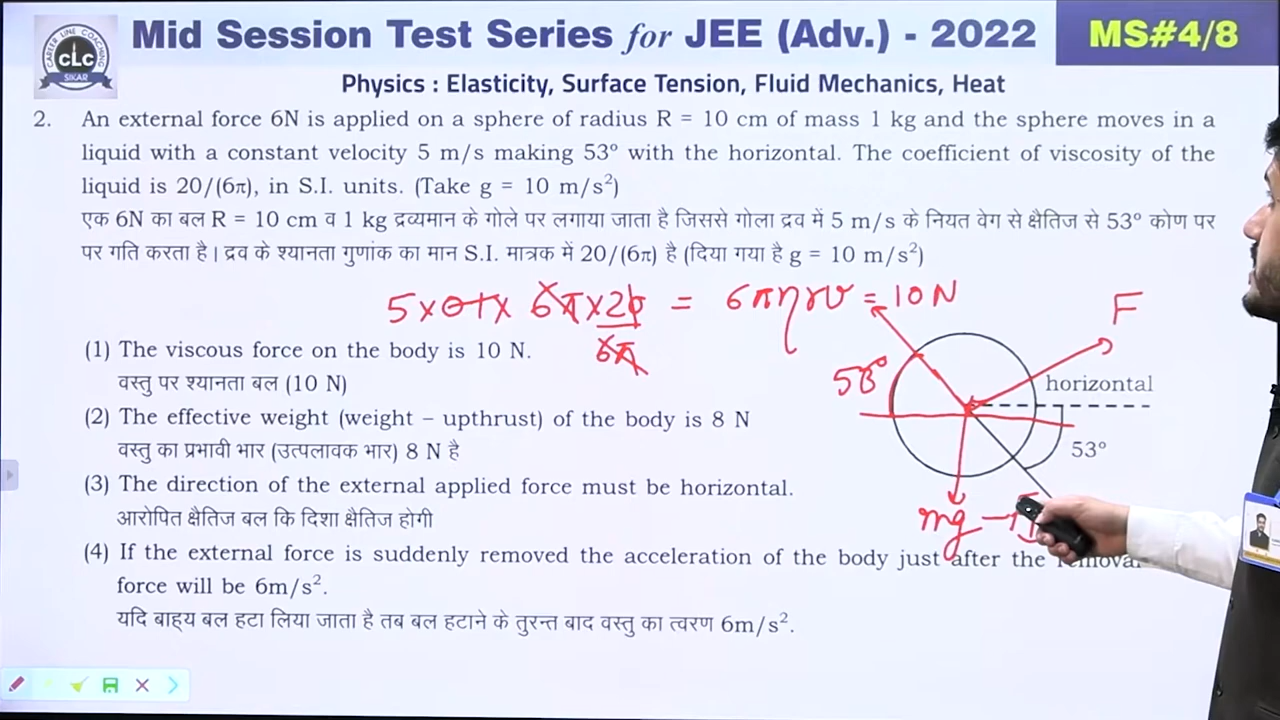 CAREER LINE COACHING
CLC
SIKAR
Mid Session Test Series for JEE (Adv.) - 2022
MS#4/8
Physics : Elasticity, Surface Tension, Fluid Mechanics, Heat
2. An external force 6N is applied on a sphere of radius R = 10 cm of mass 1 kg and the sphere moves in a
liquid with a constant velocity 5 m/s making 53° with the horizontal. The coefficient of viscosity of the
liquid is 20/(6π), in S.I. units. (Take g = 10 m/s²)
एक 6N का बल R = 10 cm व 1 kg द्रव्यमान के गोले पर लगाया जाता है जिससे गोला द्रव में 5 m/s के नियत वेग से क्षैतिज से 53° कोण पर
पर गति करता है। द्रव के श्यानता गुणांक का मान S.I. मात्रक में 20/(6π) है (दिया गया है g = 10 m/s²)
5 × 0.1 × 6π × 20 = 6πηrv = 10 N
6π
F
(1) The viscous force on the body is 10 N.
53°
horizontal
वस्तु पर श्यानता बल (10 N)
(2) The effective weight (weight – upthrust) of the body is 8 N
53°
वस्तु का प्रभावी भार (उत्पलावक भार) 8 N है
(3) The direction of the external applied force must be horizontal.
आरोपित क्षैतिज बल कि दिशा क्षैतिज होगी
mg –
(4) If the external force is suddenly removed the acceleration of the body just after the
force will be 6m/s².
यदि बाह्य बल हटा लिया जाता है तब बल हटाने के तुरन्त बाद वस्तु का त्वरण 6m/s².